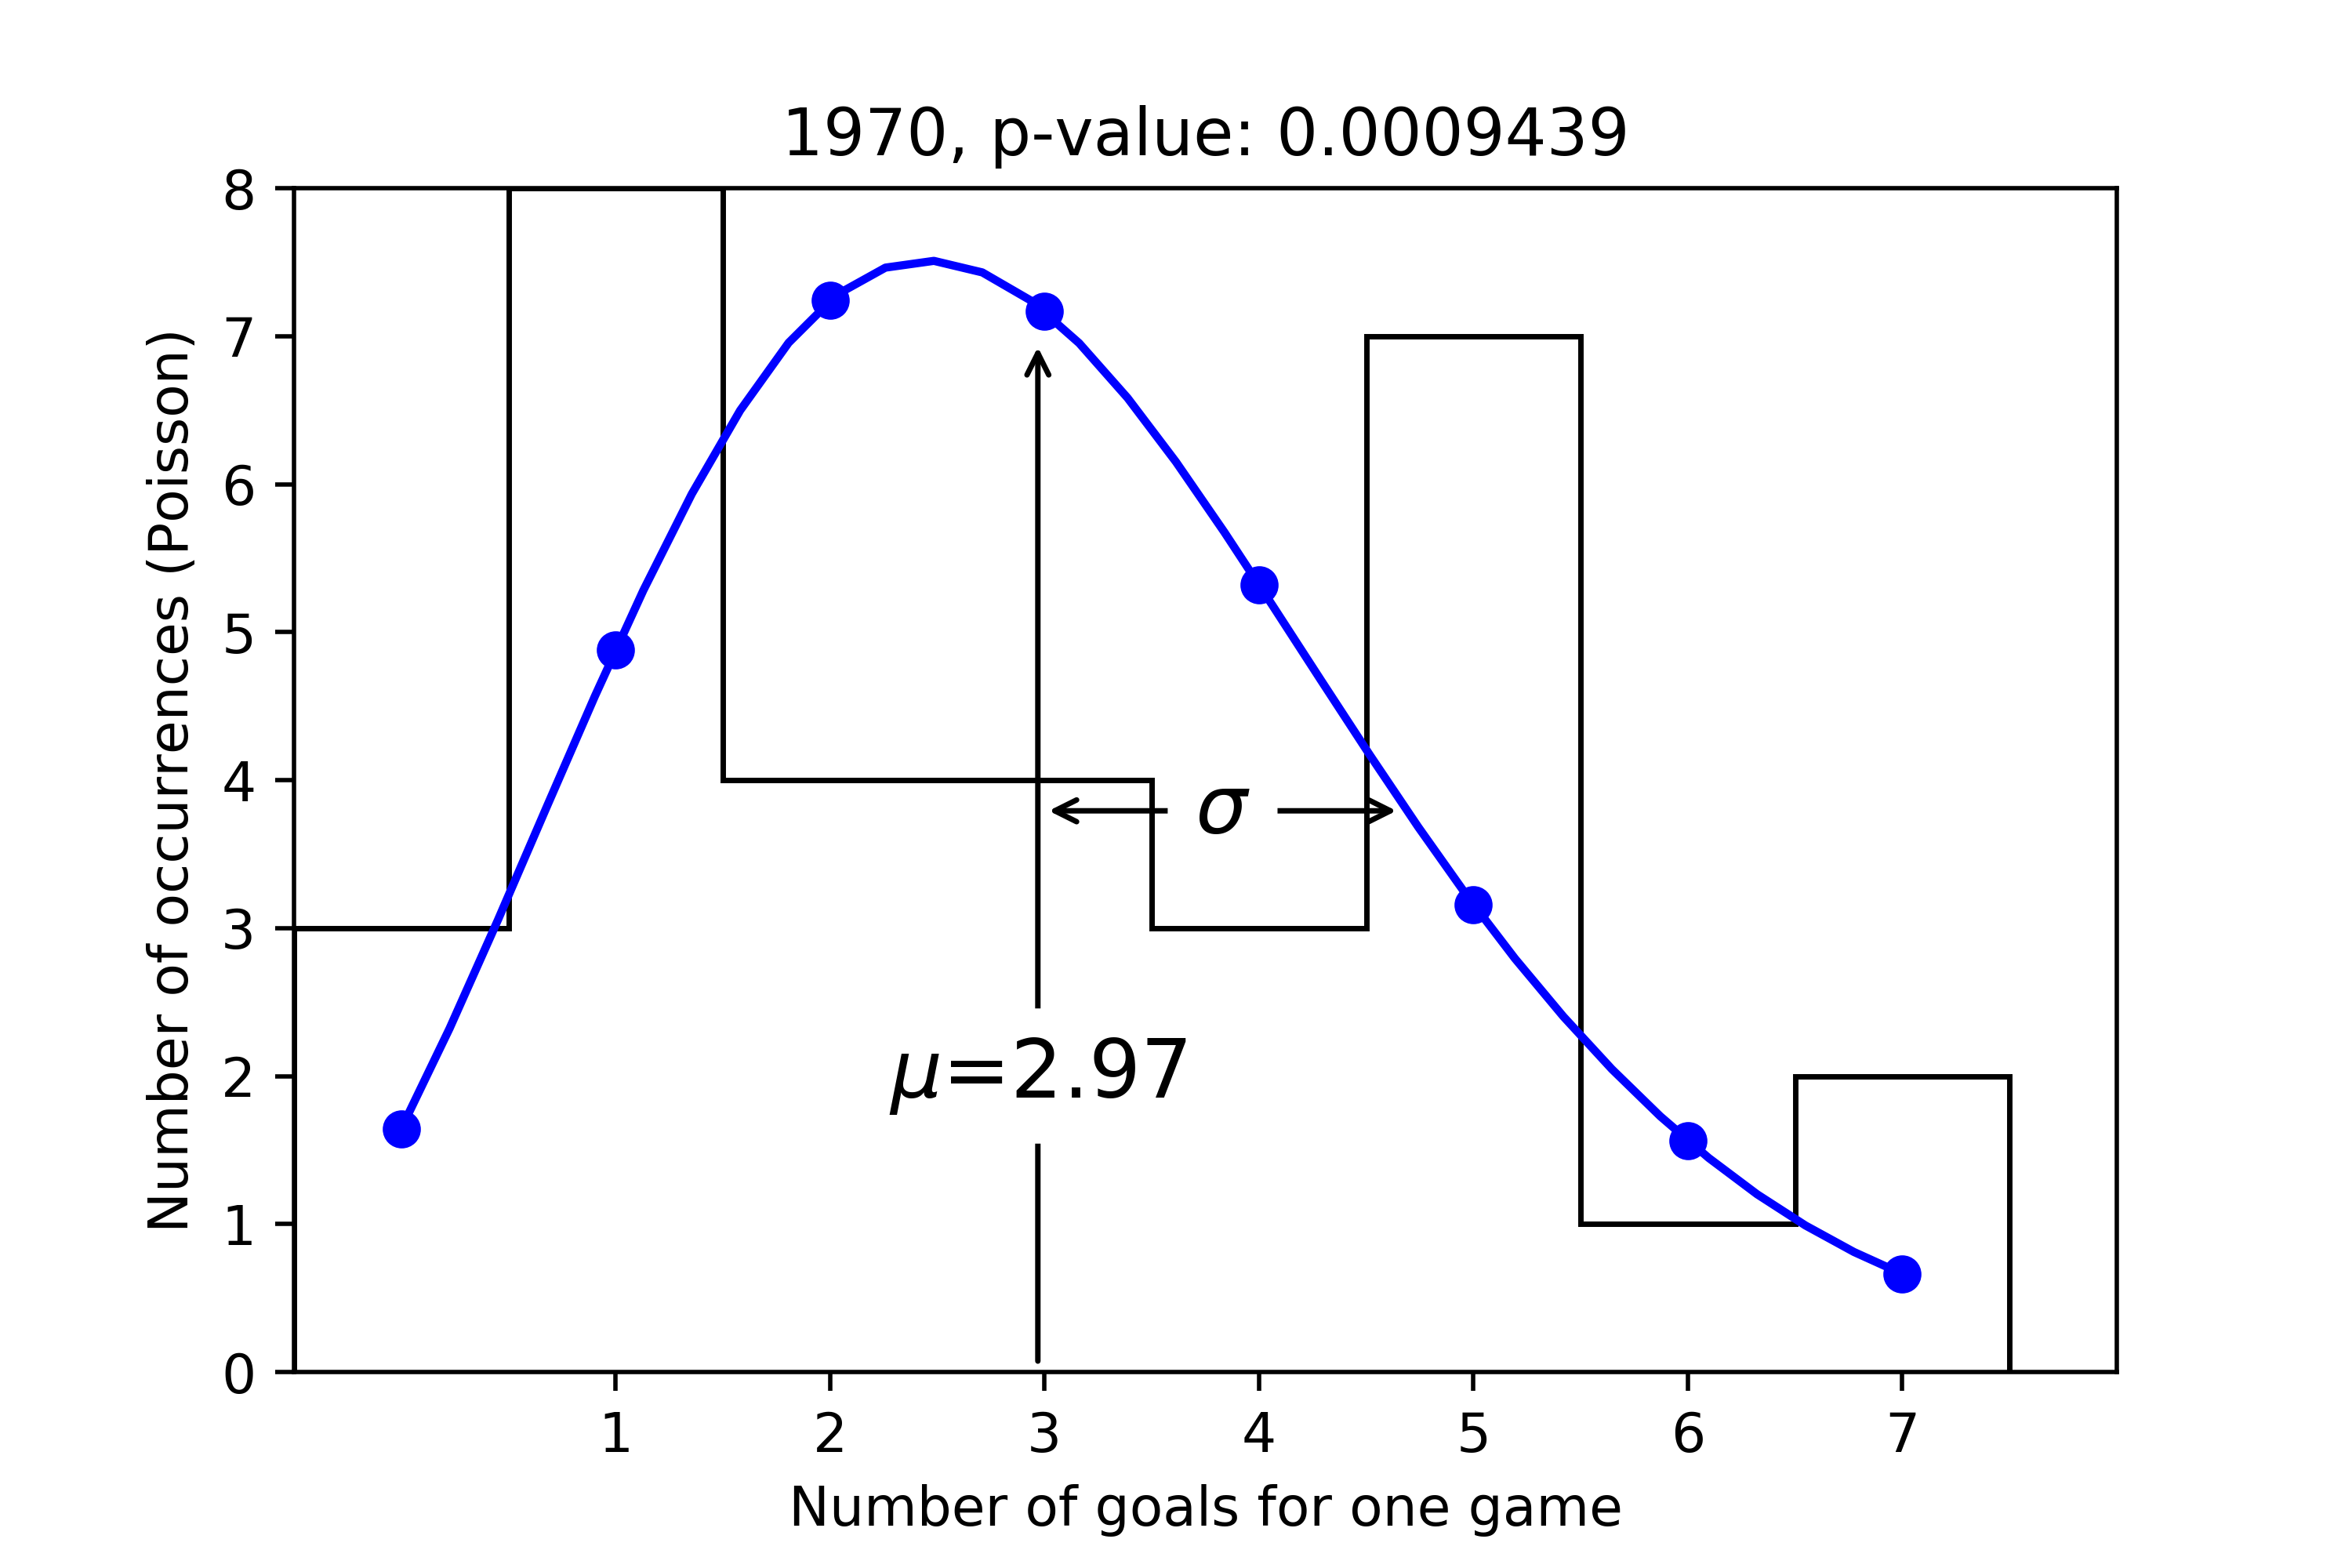 1970, p-value: 0.0009439
Number of occurrences (Poisson)
8
7
6
5
4
3
2
1
0
σ
μ=2.97
1 2 3 4 5 6 7
Number of goals for one game